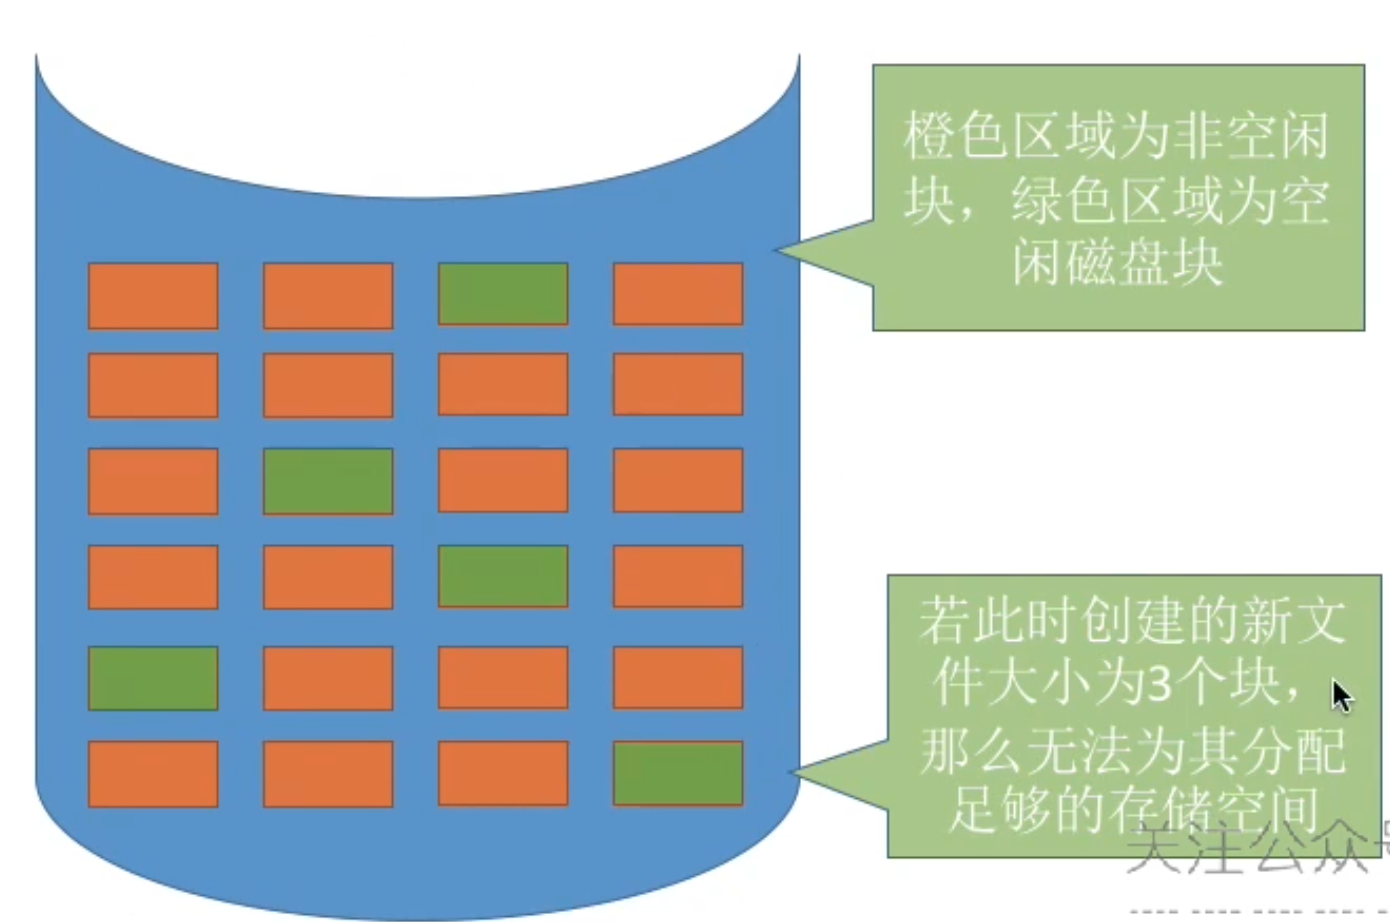 橙色区域为非空闲
块，绿色区域为空
闲磁盘块
若此时创建的新文
件大小为3个块，
那么无法为其分配
足够的存储空间
关注公众号